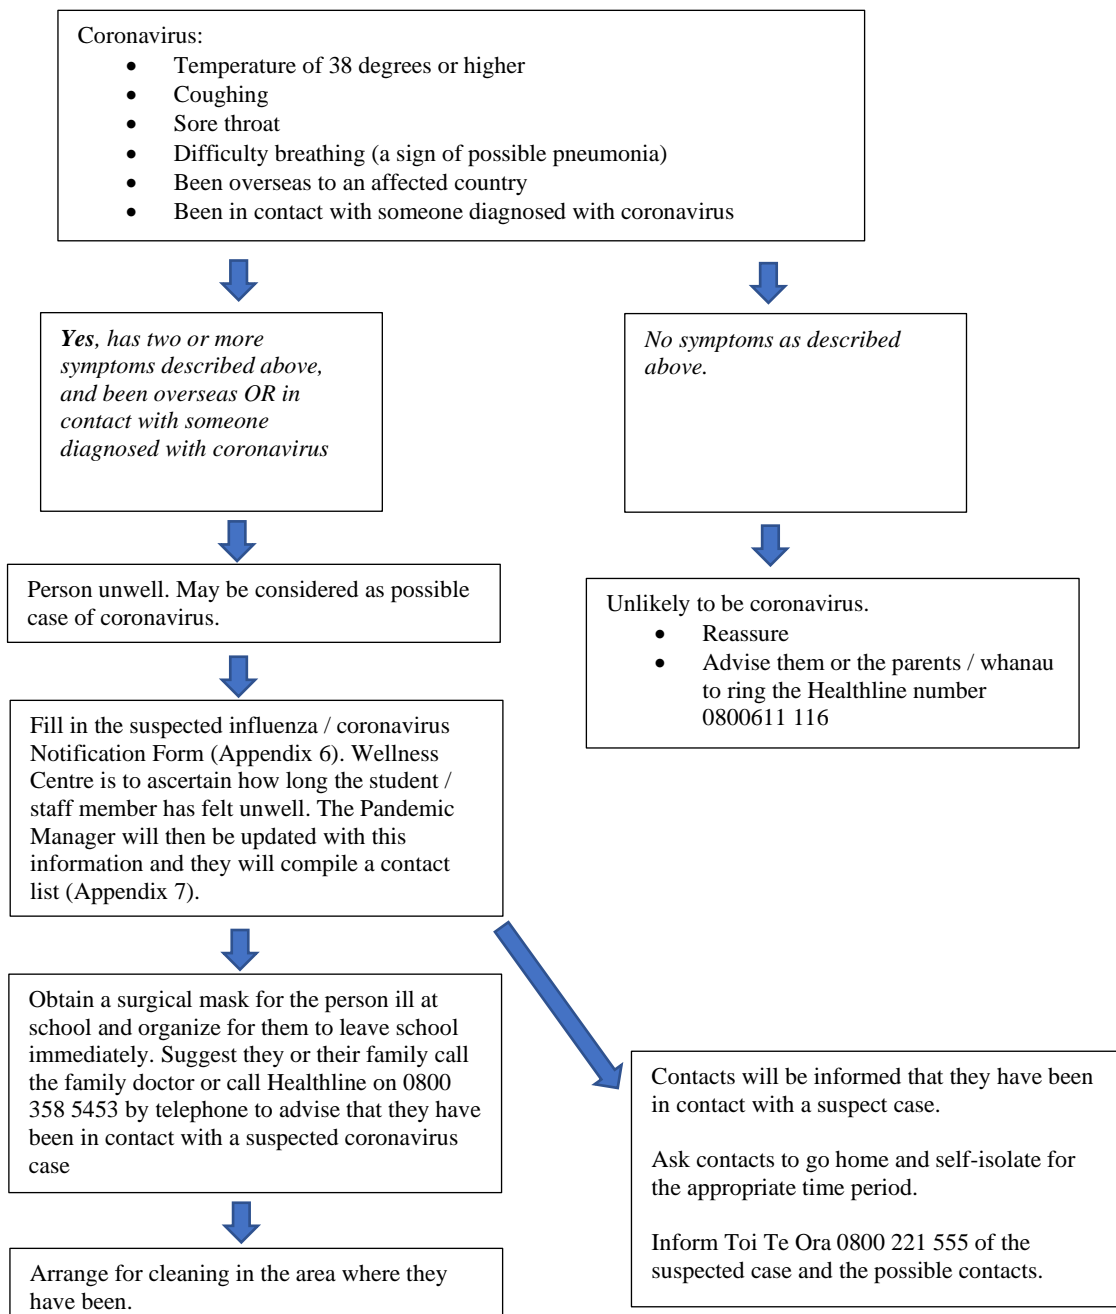 Coronavirus:
• Temperature of 38 degrees or higher
• Coughing
• Sore throat
• Difficulty breathing (a sign of possible pneumonia)
• Been overseas to an affected country
• Been in contact with someone diagnosed with coronavirus
Yes, has two or more
symptoms described above,
and been overseas OR in
contact with someone
diagnosed with coronavirus
No symptoms as described
above.
Person unwell. May be considered as possible
case of coronavirus.
Unlikely to be coronavirus.
• Reassure
• Advise them or the parents / whanau
to ring the Healthline number
0800611 116
Fill in the suspected influenza / coronavirus
Notification Form (Appendix 6). Wellness
Centre is to ascertain how long the student /
staff member has felt unwell. The Pandemic
Manager will then be updated with this
information and they will compile a contact
list (Appendix 7).
Obtain a surgical mask for the person ill at
school and organize for them to leave school
immediately. Suggest they or their family call
the family doctor or call Healthline on 0800
358 5453 by telephone to advise that they have
been in contact with a suspected coronavirus
case
Contacts will be informed that they have been
in contact with a suspect case.
Ask contacts to go home and self-isolate for
the appropriate time period.
Inform Toi Te Ora 0800 221 555 of the
suspected case and the possible contacts.
Arrange for cleaning in the area where they
have been.